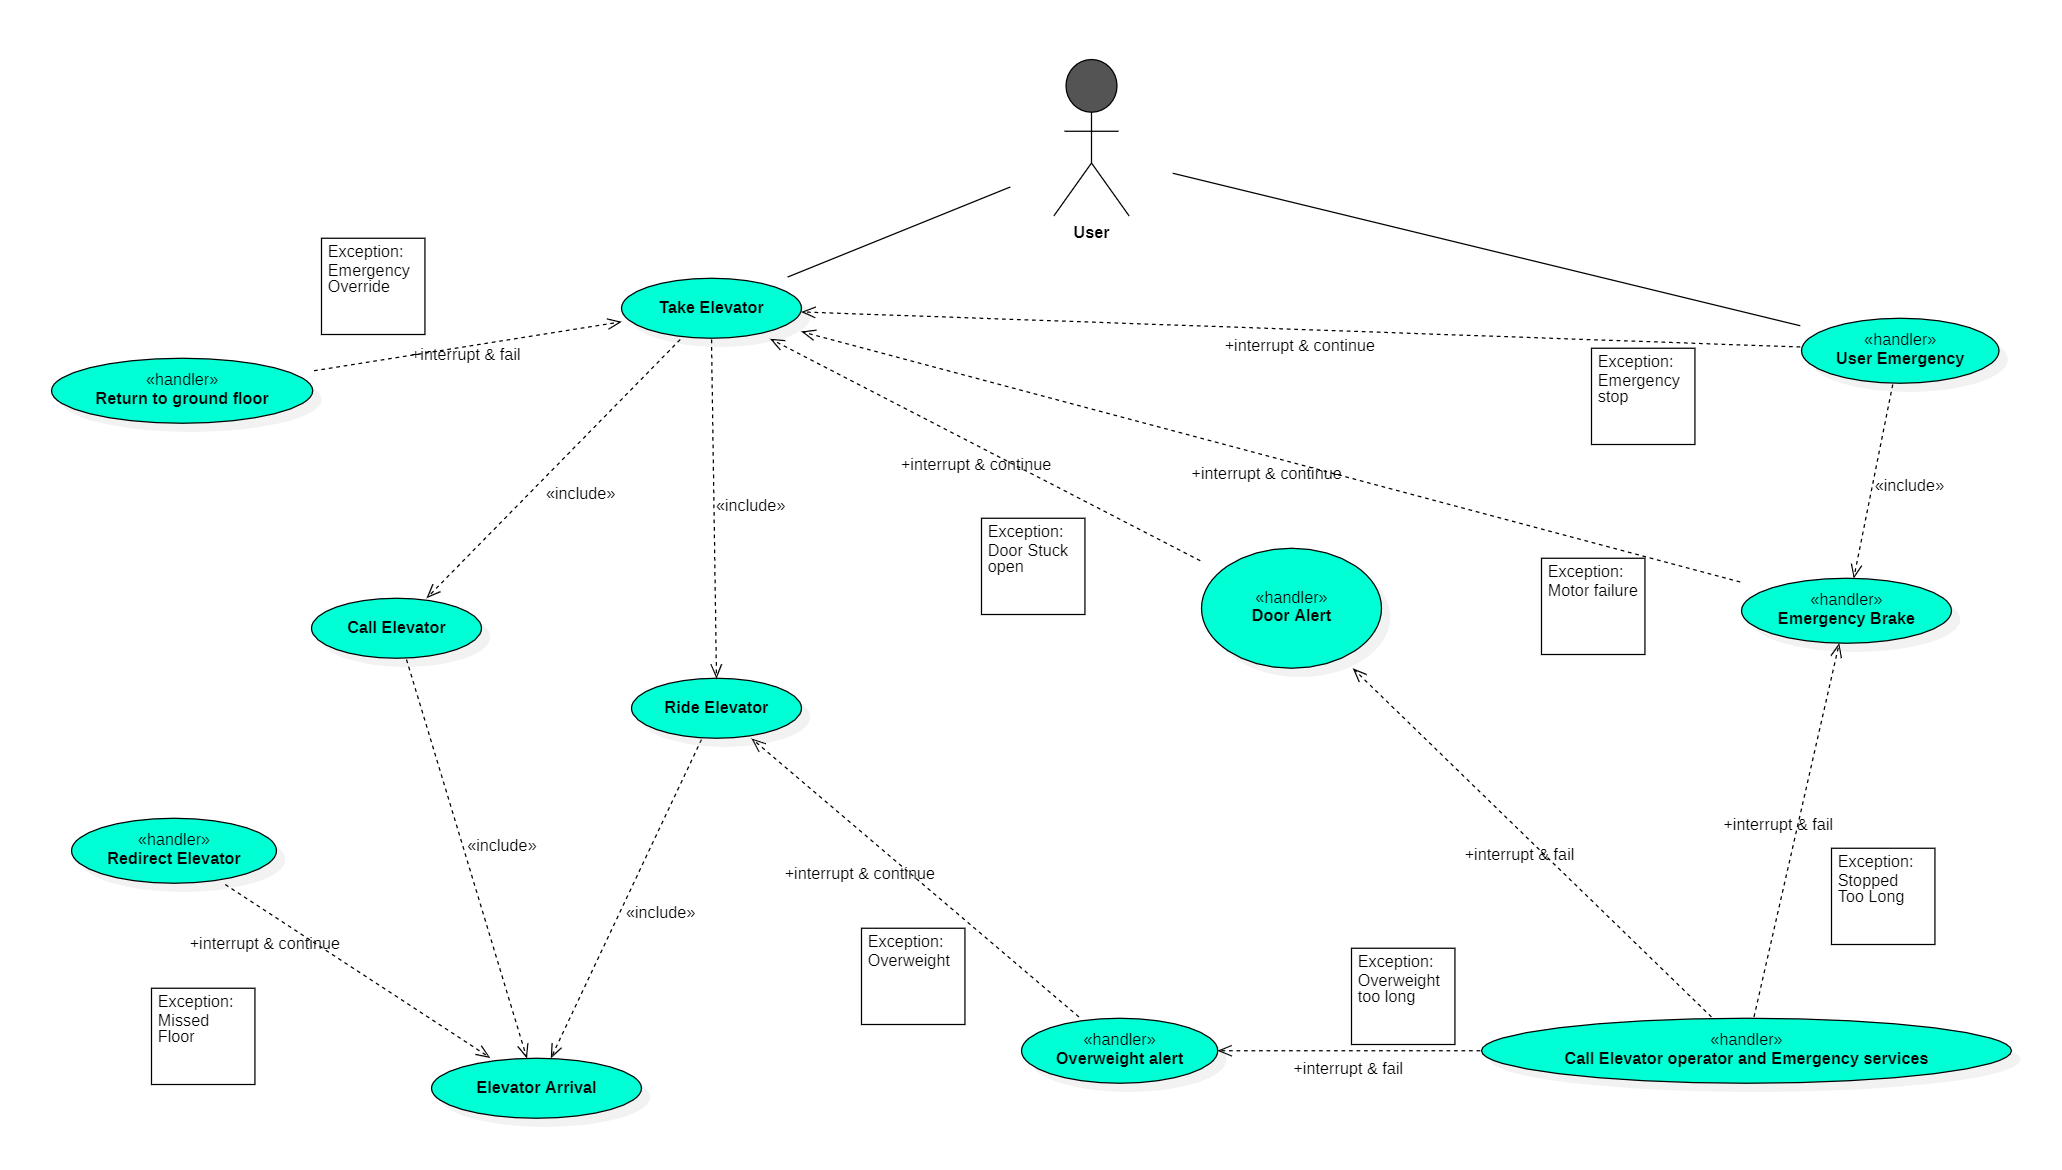 User
Exception:
Emergency
Override
Take Elevator
+interrupt & fail
+interrupt & continue
«handler»
User Emergency
Exception:
Emergency
stop
«handler»
Return to ground floor
+interrupt & continue
+interrupt & continue
«include»
«include»
«include»
Exception:
Door Stuck
open
Exception:
Motor failure
«handler»
Door Alert
«handler»
Emergency Brake
Call Elevator
Ride Elevator
«handler»
Redirect Elevator
«include»
+interrupt & fail
+interrupt & fail
+interrupt & continue
Exception:
Stopped
Too Long
«include»
+interrupt & continue
Exception:
Overweight
Exception:
Overweight
too long
Exception:
Missed
Floor
«handler»
Overweight alert
«handler»
Call Elevator operator and Emergency services
+interrupt & fail
Elevator Arrival